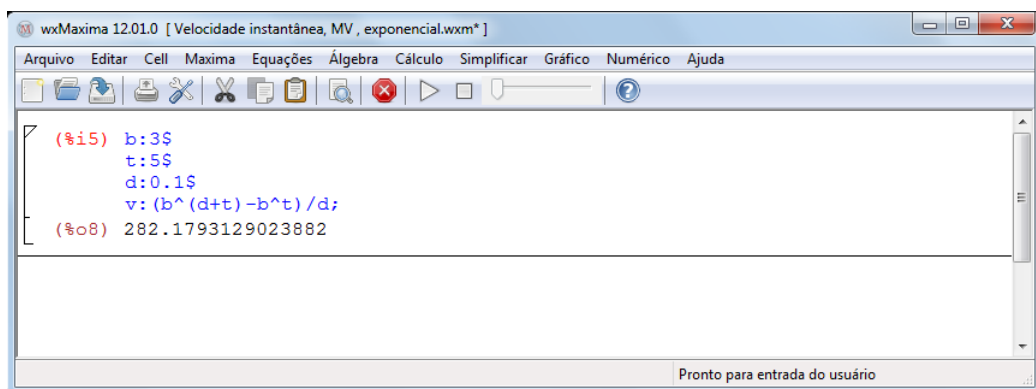 wxMaxima 12.01.0 [ Velocidade instantânea, MV , exponencial.wxm* ]
Arquivo Editar Cell Maxima Equações Álgebra Cálculo Simplificar Gráfico Numérico Ajuda
(%i5) b:3$
t:5$
d:0.1$
v:(b^(d+t)-b^t)/d;
(%o8) 282.1793129023882
Pronto para entrada do usuário